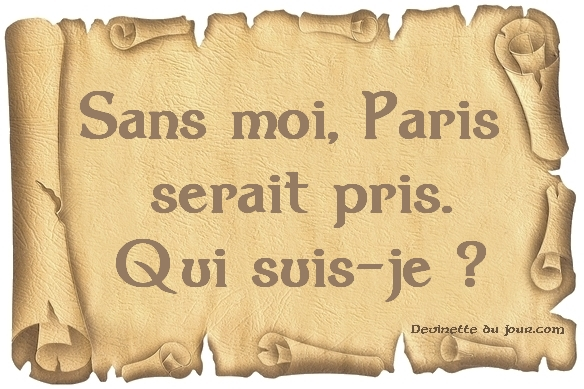 Sans moi, Paris
serait pris.
Qui suis-je ?
Devinette du jour.com